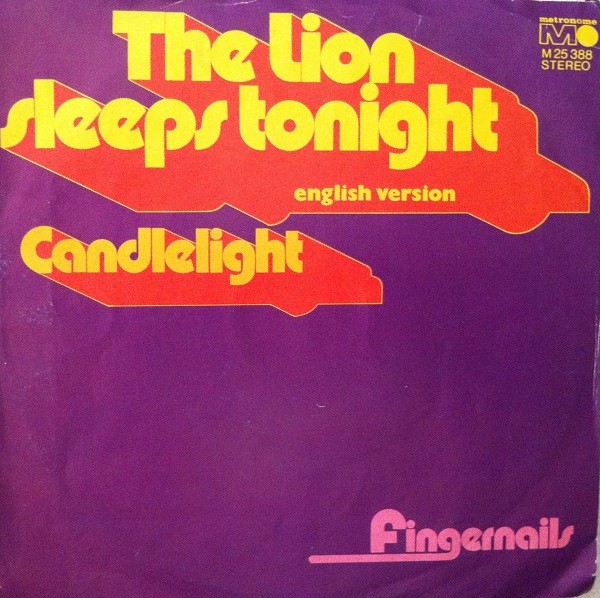 metronome
M
M 25 388
STEREO
The Lion
sleeps tonight
english version
Candlelight
Fingernails